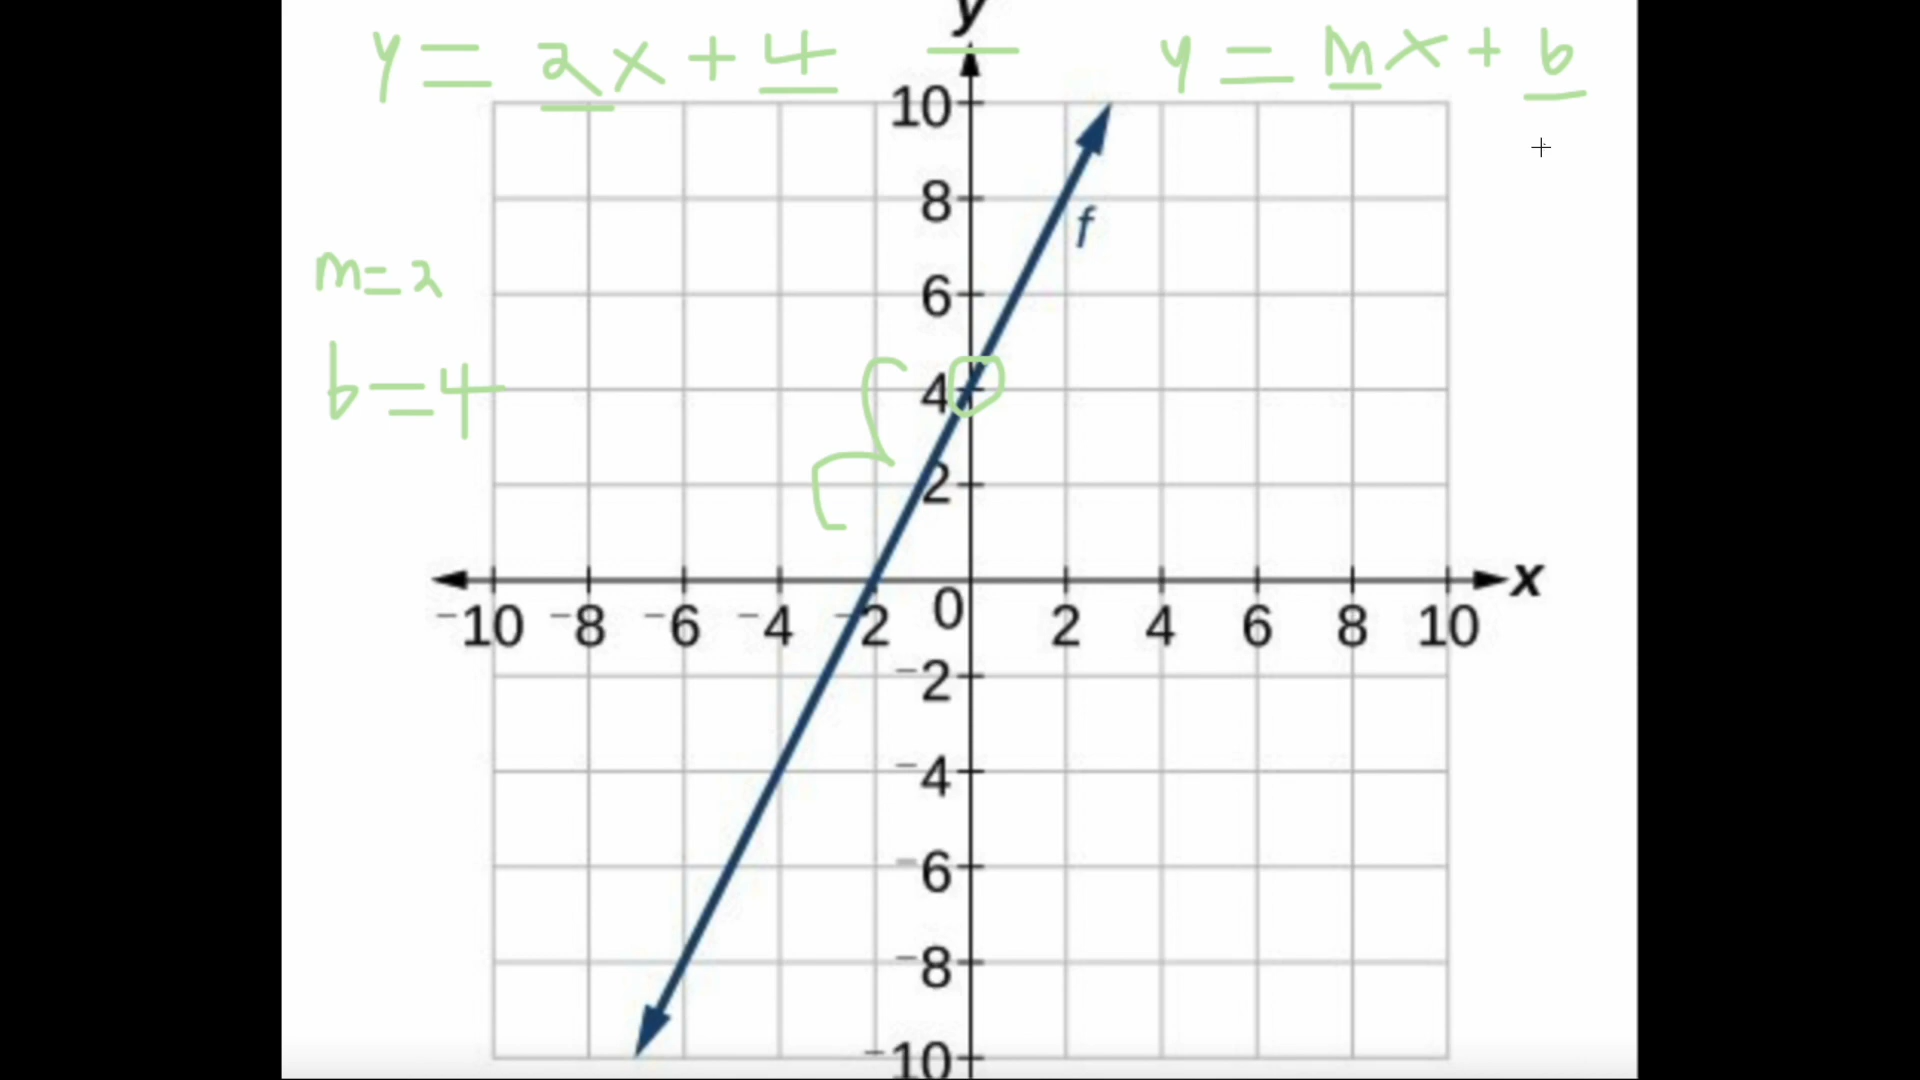 y
y = 2x + 4
y = mx + b
10
8
f
m = 2
6
b = 4
4
2
x
-10 -8 -6 -4 -2 0 2 4 6 8 10
-2
-4
-6
-8
-10